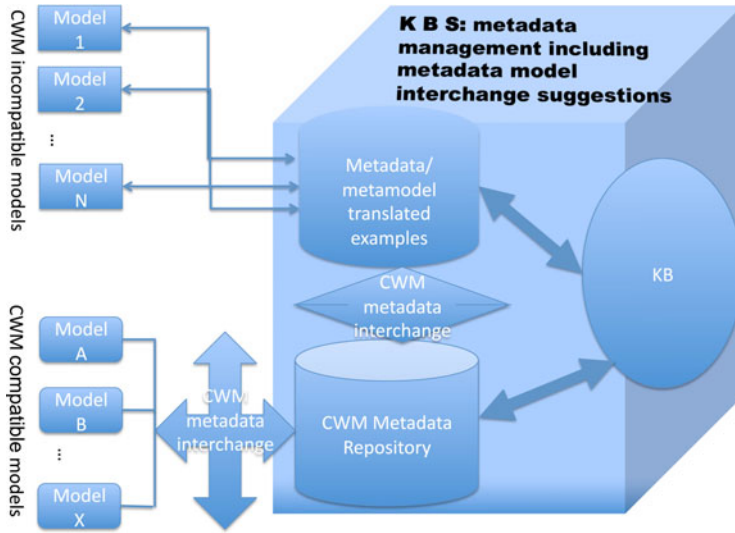 CWM incompatible models
Model
1
Model
2
...
Model
N
K B S: metadata
management including
metadata model
interchange suggestions
Metadata/
metamodel
translated
examples
KB
CWM
metadata
interchange
CWM compatible models
Model
A
Model
B
...
Model
X
CWM
metadata
interchange
CWM Metadata
Repository